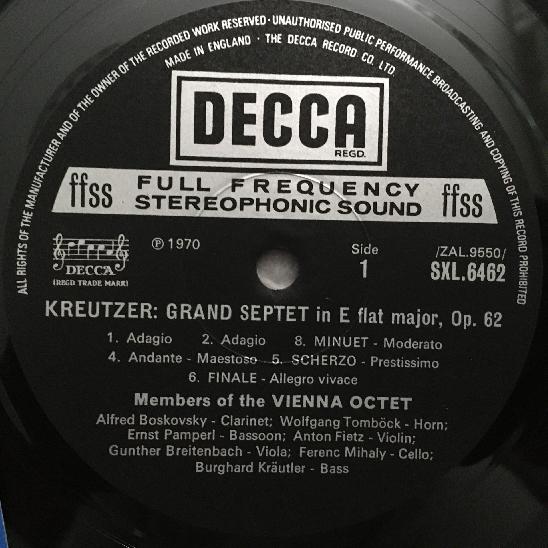 ALL RIGHTS OF THE MANUFACTURER AND OF THE OWNER OF THE RECORDED WORK RESERVED · UNAUTHORISED PUBLIC PERFORMANCE BROADCASTING AND COPYING OF THIS RECORD PROHIBITED
MADE IN ENGLAND · THE DECCA RECORD CO. LTD.
DECCA
REGD.
ffss FULL FREQUENCY STEREOPHONIC SOUND ffss
DECCA
(REGD TRADE MARK)
℗ 1970
Side 1
/ZAL.9550/
SXL.6462
KREUTZER: GRAND SEPTET in E flat major, Op. 62
1. Adagio 2. Adagio 8. MINUET - Moderato
4. Andante - Maestoso 5. SCHERZO - Prestissimo
6. FINALE - Allegro vivace
Members of the VIENNA OCTET
Alfred Boskovsky - Clarinet; Wolfgang Tomböck - Horn;
Ernst Pamperl - Bassoon; Anton Fietz - Violin;
Gunther Breitenbach - Viola; Ferenc Mihaly - Cello;
Burghard Kräutler - Bass